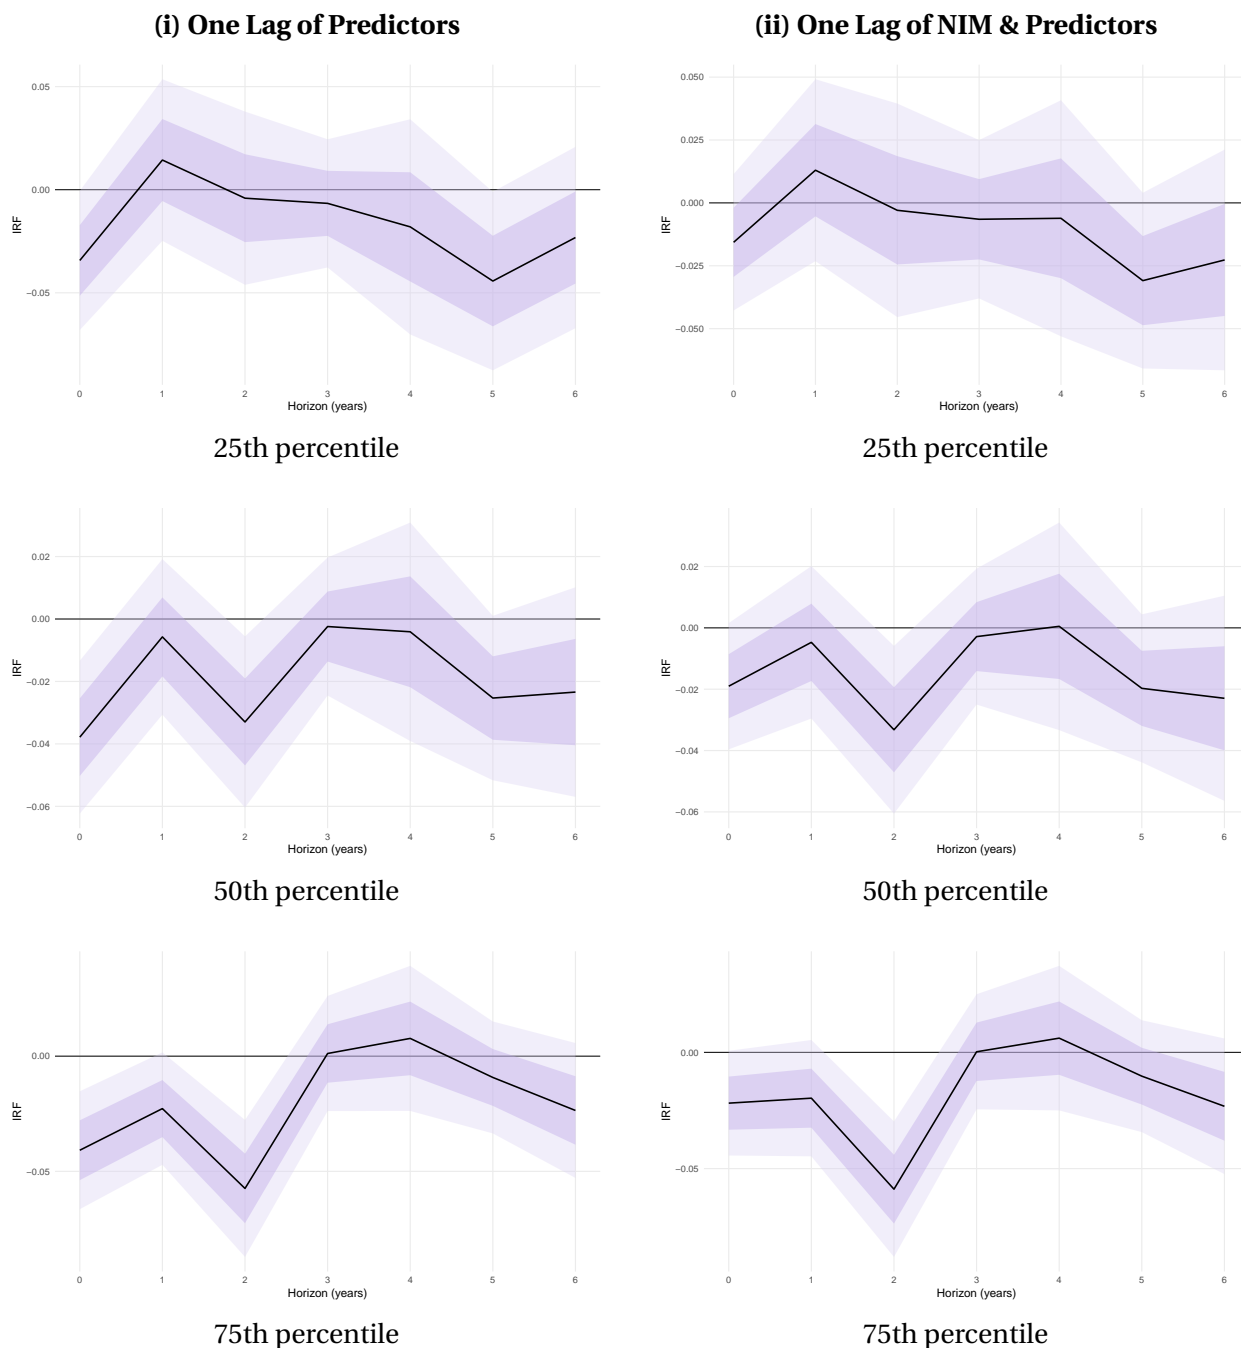 (i) One Lag of Predictors
(ii) One Lag of NIM & Predictors
0.05
0.00
−0.05
IRF
0 1 2 3 4 5 6
Horizon (years)
25th percentile
0.050
0.025
0.000
−0.025
−0.050
IRF
0 1 2 3 4 5 6
Horizon (years)
25th percentile
0.02
0.00
−0.02
−0.04
−0.06
IRF
0 1 2 3 4 5 6
Horizon (years)
50th percentile
0.02
0.00
−0.02
−0.04
−0.06
IRF
0 1 2 3 4 5 6
Horizon (years)
50th percentile
0.00
−0.05
IRF
0 1 2 3 4 5 6
Horizon (years)
75th percentile
0.00
−0.05
IRF
0 1 2 3 4 5 6
Horizon (years)
75th percentile